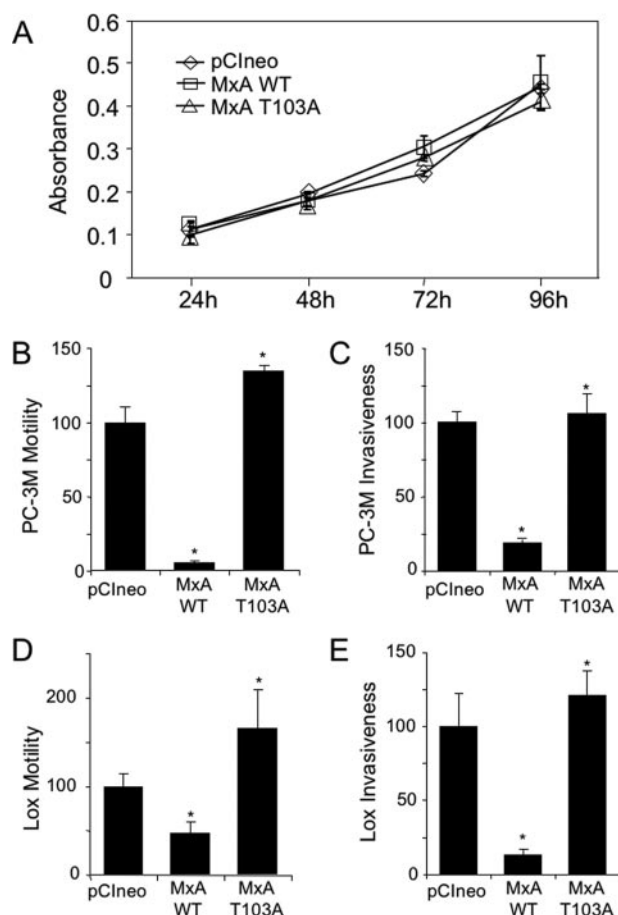 A
Absorbance
0.6
0.5
0.4
0.3
0.2
0.1
0
pCIneo
MxA WT
MxA T103A
24h 48h 72h 96h
B
PC-3M Motility
150
100
50
0
*
*
pCIneo MxA WT MxA T103A
C
PC-3M Invasiveness
150
100
50
0
*
*
pCIneo MxA WT MxA T103A
D
Lox Motility
200
100
0
*
*
pCIneo MxA WT MxA T103A
E
Lox Invasiveness
150
100
50
0
*
*
pCIneo MxA WT MxA T103A